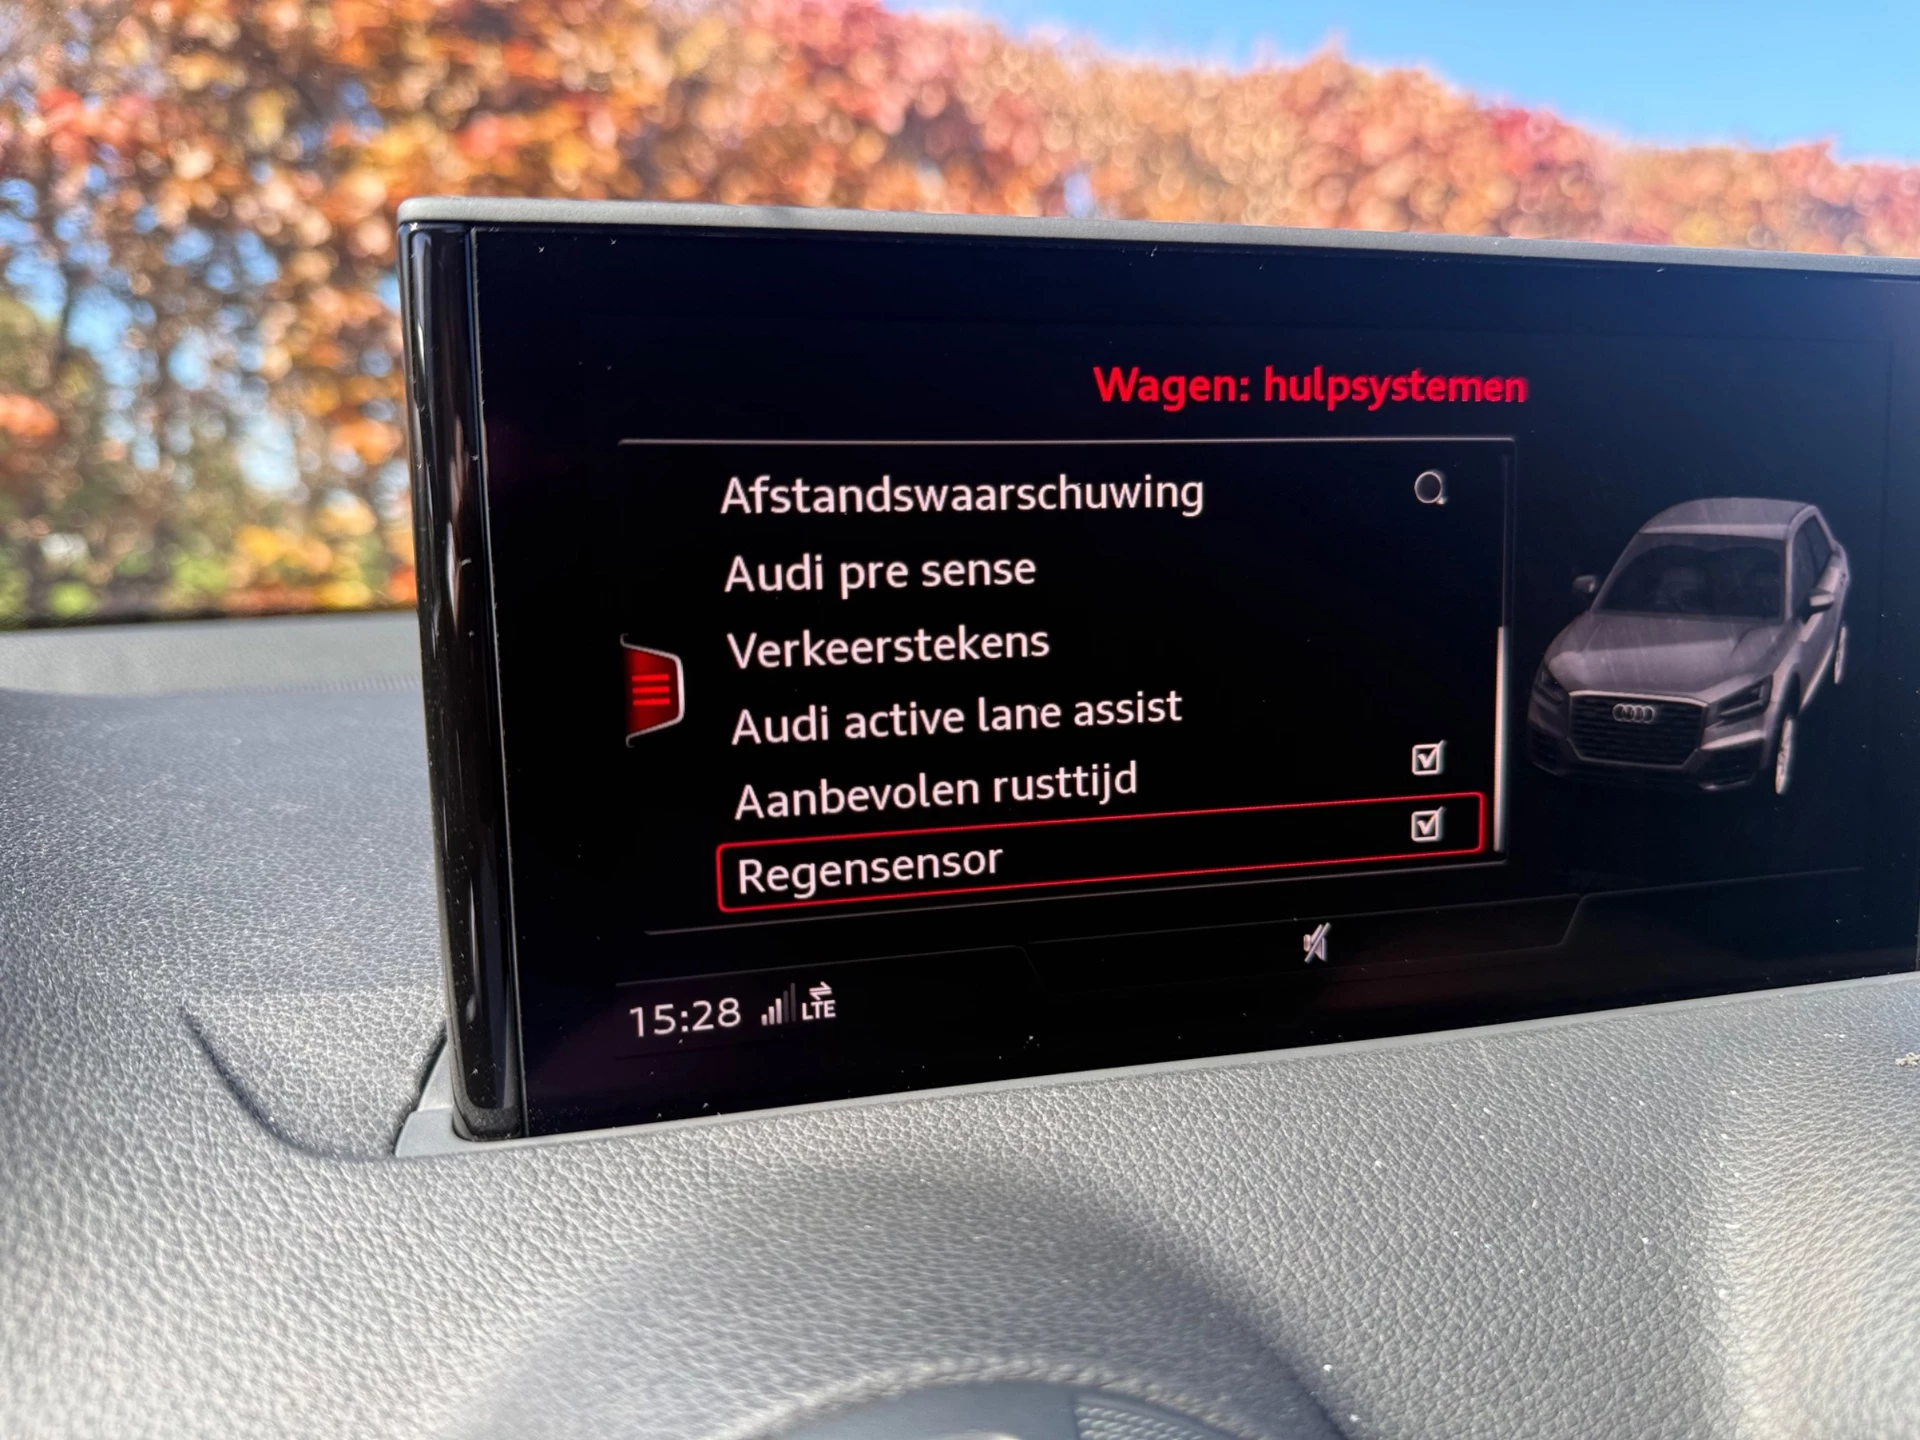 Wagen: hulpsystemen
Afstandswaarschuwing
Audi pre sense
Verkeerstekens
Audi active lane assist
Aanbevolen rusttijd
Regensensor
15:28 LTE